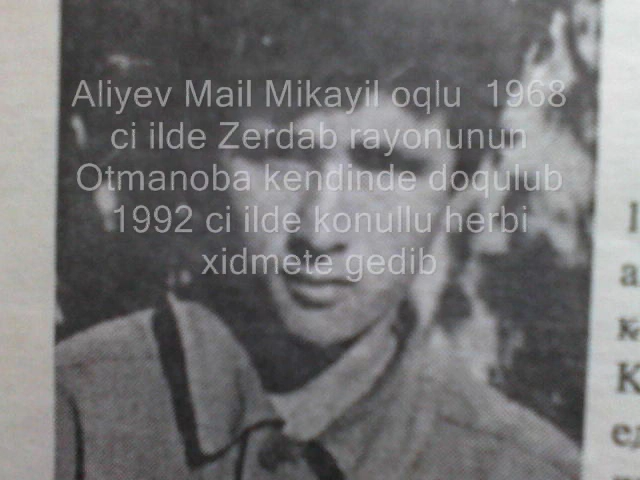 Aliyev Mail Mikayil oqlu 1968
ci ilde Zerdab rayonunun
Otmanoba kendinde doqulub
1992 ci ilde konullu herbi
xidmete gedib